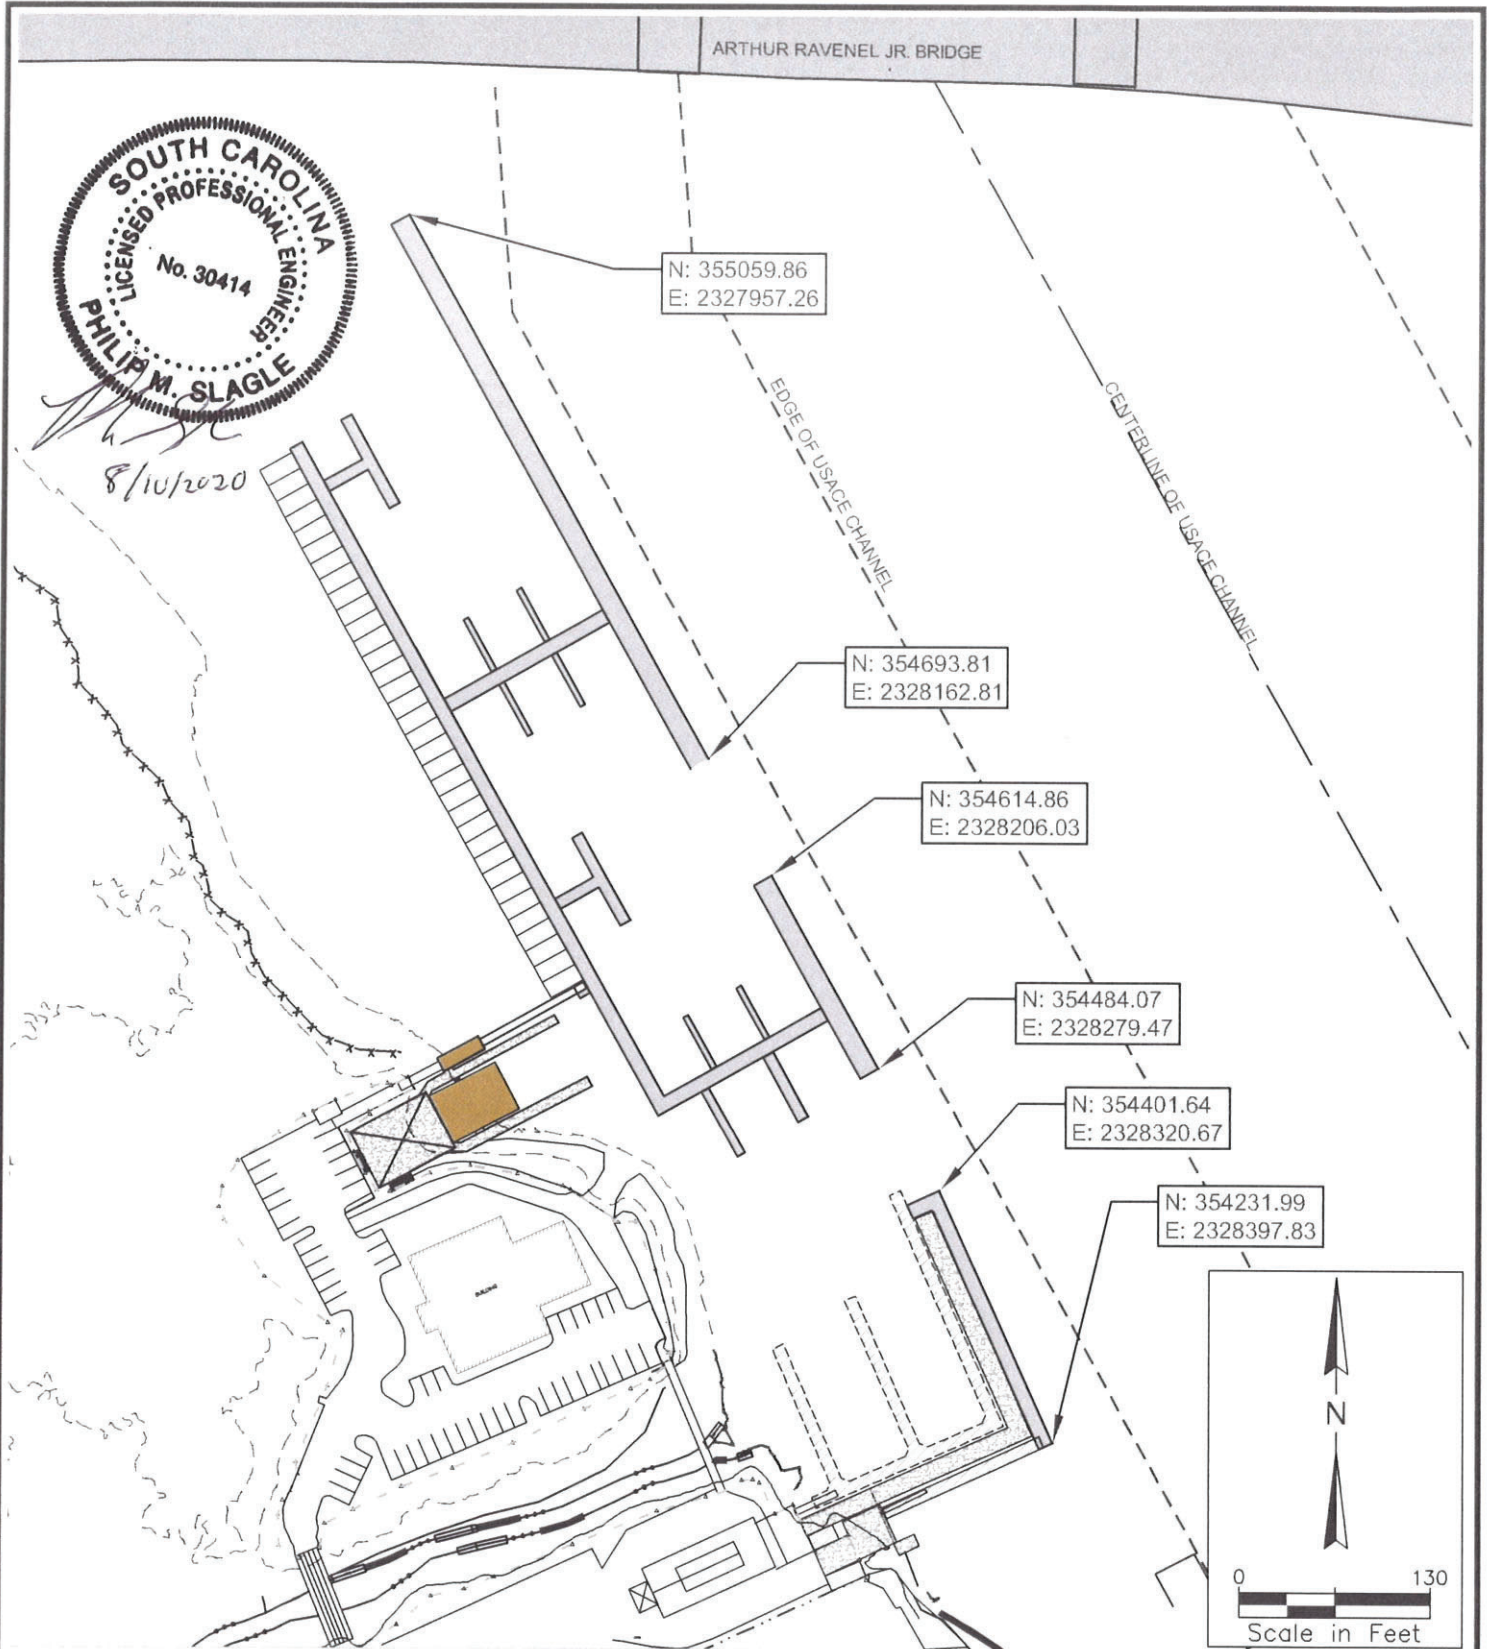 ARTHUR RAVENEL JR. BRIDGE
SOUTH CAROLINA
LICENSED PROFESSIONAL ENGINEER
No. 30414
PHILIP M. SLAGLE
8/10/2020
N: 355059.86
E: 2327957.26
EDGE OF USACE CHANNEL
CENTERLINE OF USACE CHANNEL
N: 354693.81
E: 2328162.81
N: 354614.86
E: 2328206.03
N: 354484.07
E: 2328279.47
N: 354401.64
E: 2328320.67
N: 354231.99
E: 2328397.83
N
0 130
Scale in Feet